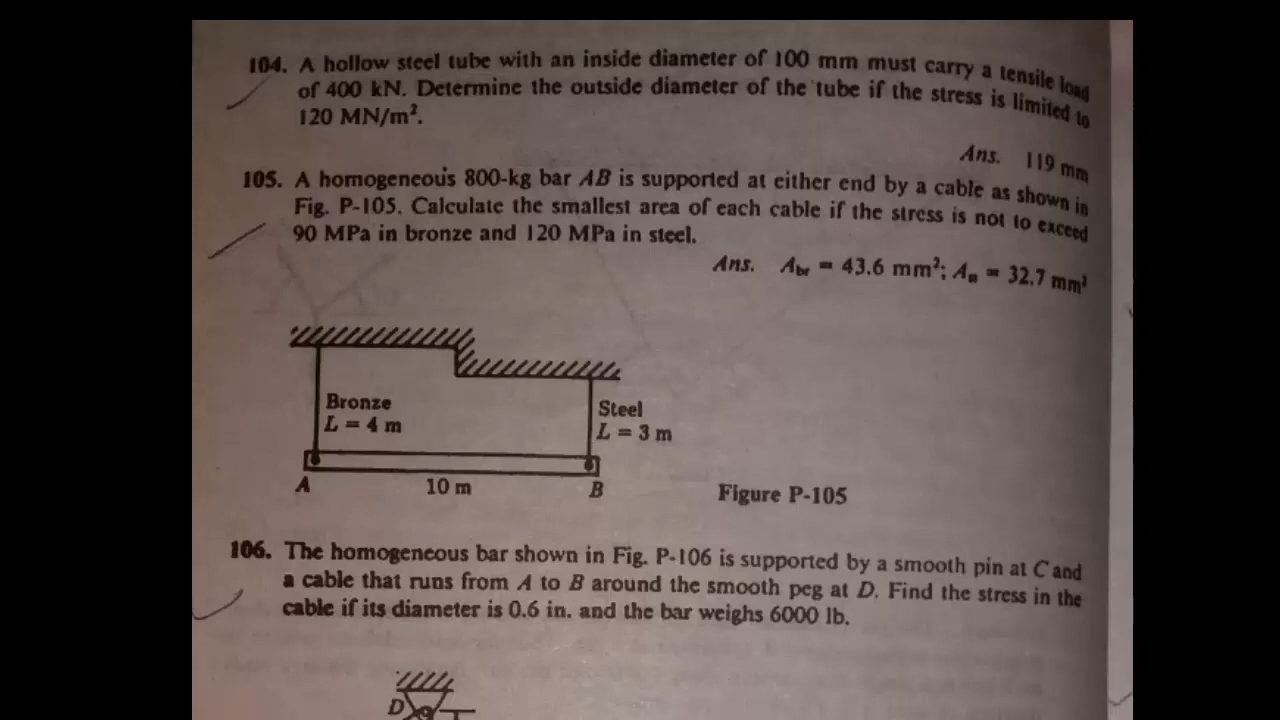 104. A hollow steel tube with an inside diameter of 100 mm must carry a tensile load
of 400 kN. Determine the outside diameter of the tube if the stress is limited to
120 MN/m².
Ans. 119 mm
105. A homogeneous 800-kg bar AB is supported at either end by a cable as shown in
Fig. P-105. Calculate the smallest area of each cable if the stress is not to exceed
90 MPa in bronze and 120 MPa in steel.
Ans. Abr = 43.6 mm²; Ast = 32.7 mm²
Bronze
L = 4 m
Steel
L = 3 m
A
10 m
B
Figure P-105
106. The homogeneous bar shown in Fig. P-106 is supported by a smooth pin at C and
a cable that runs from A to B around the smooth peg at D. Find the stress in the
cable if its diameter is 0.6 in. and the bar weighs 6000 lb.
D